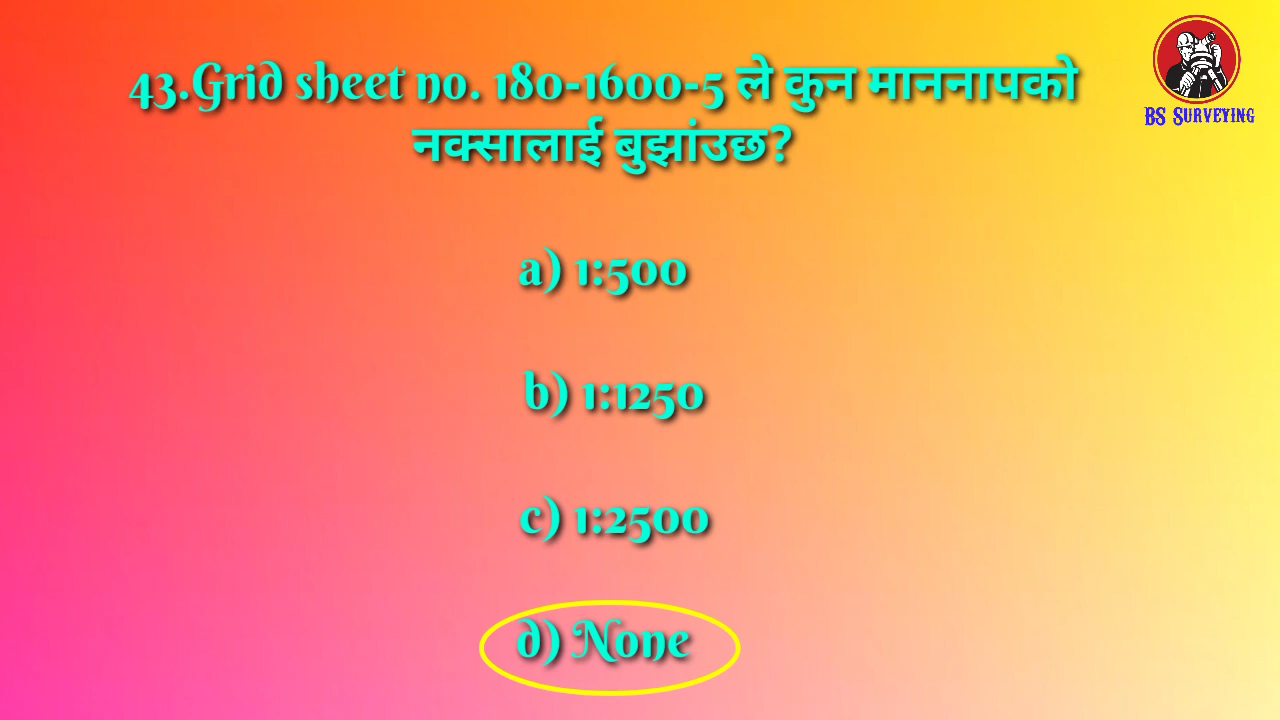 43.Grid sheet no. 180-1600-5 ले कुन माननापको
नक्सालाई बुझांउछ?
BS SURVEYING
a) 1:500
b) 1:1250
c) 1:2500
d) None